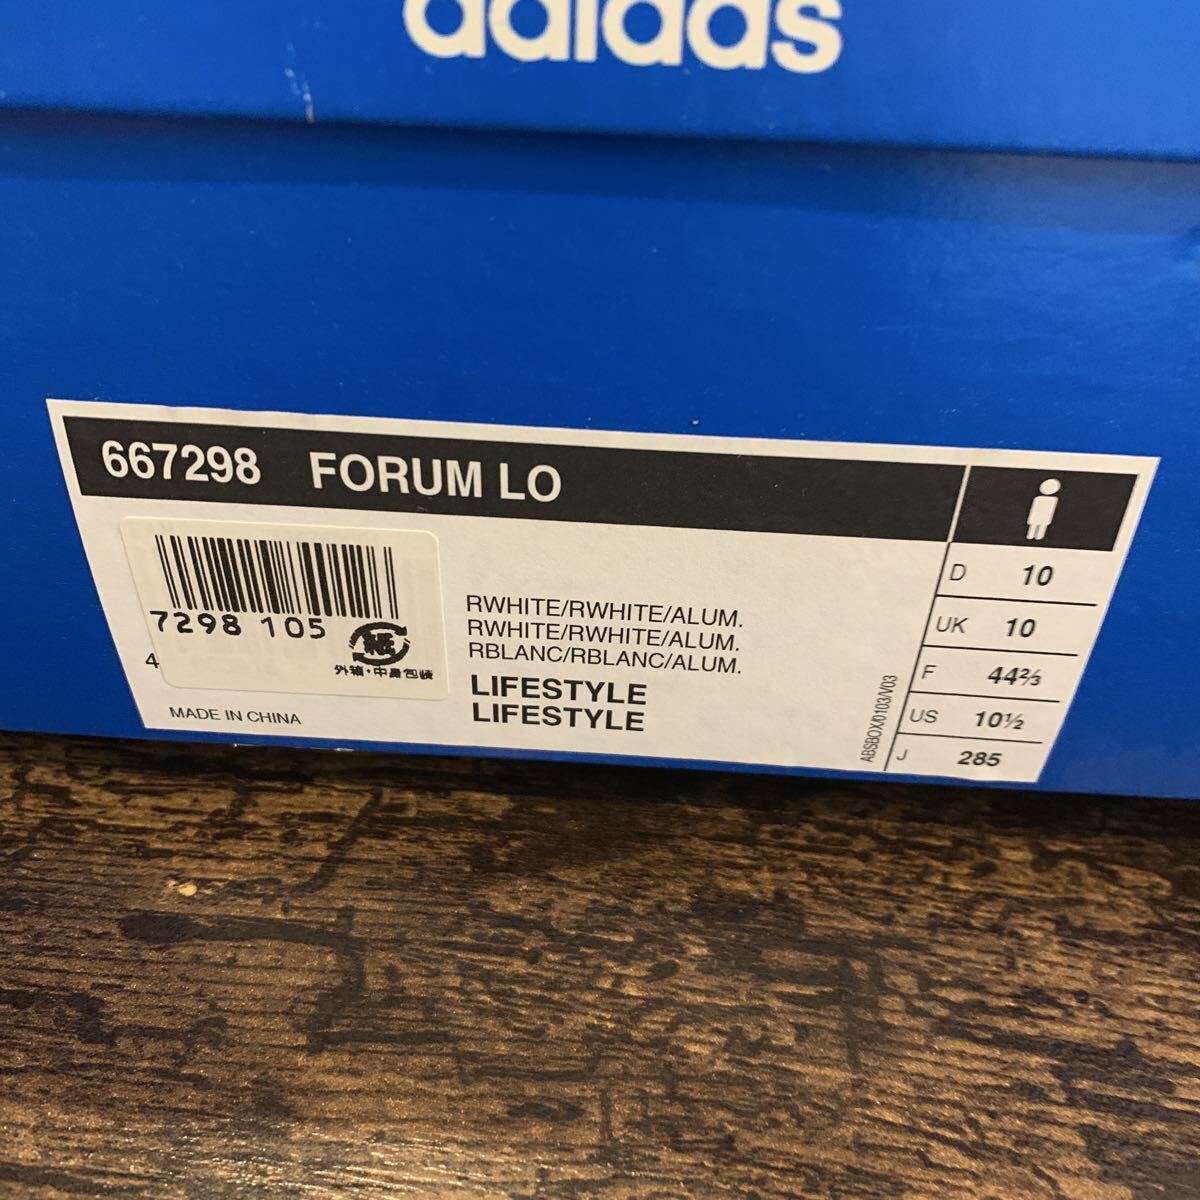 adidas
667298 FORUM LO
7298 105
外箱・中身包装
4
MADE IN CHINA
RWHITE/RWHITE/ALUM.
RWHITE/RWHITE/ALUM.
RBLANC/RBLANC/ALUM.
LIFESTYLE
LIFESTYLE
ABSBOX/0103/V03
D 10
UK 10
F 44⅔
US 10½
J 285